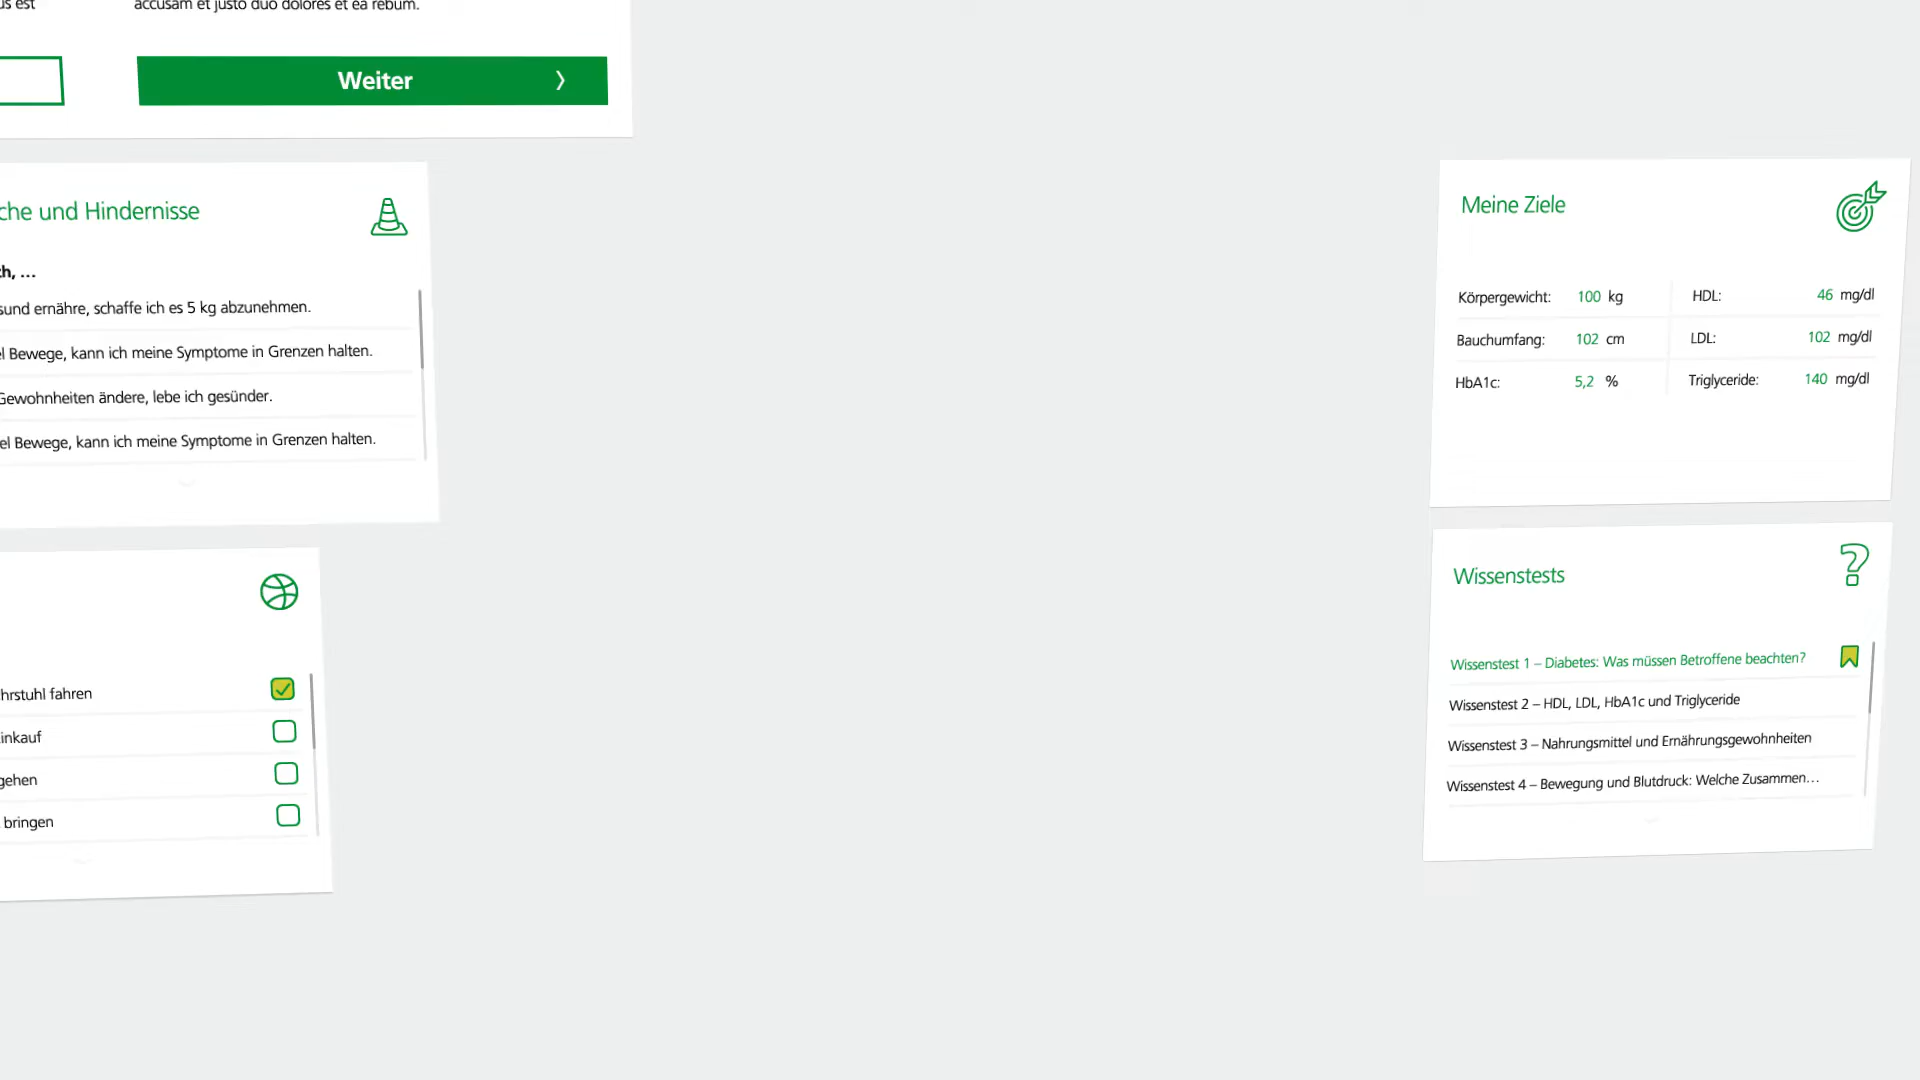 accusam et justo duo dolores et ea rebum.
Weiter
che und Hindernisse
h, ...
sund ernähre, schaffe ich es 5 kg abzunehmen.
el Bewege, kann ich meine Symptome in Grenzen halten.
Gewohnheiten ändere, lebe ich gesünder.
el Bewege, kann ich meine Symptome in Grenzen halten.
hrstuhl fahren
inkauf
gehen
bringen
Meine Ziele
Körpergewicht: 100 kg HDL: 46 mg/dl
Bauchumfang: 102 cm LDL: 102 mg/dl
HbA1c: 5,2 % Triglyceride: 140 mg/dl
Wissenstests
Wissenstest 1 – Diabetes: Was müssen Betroffene beachten?
Wissenstest 2 – HDL, LDL, HbA1c und Triglyceride
Wissenstest 3 – Nahrungsmittel und Ernährungsgewohnheiten
Wissenstest 4 – Bewegung und Blutdruck: Welche Zusammen...